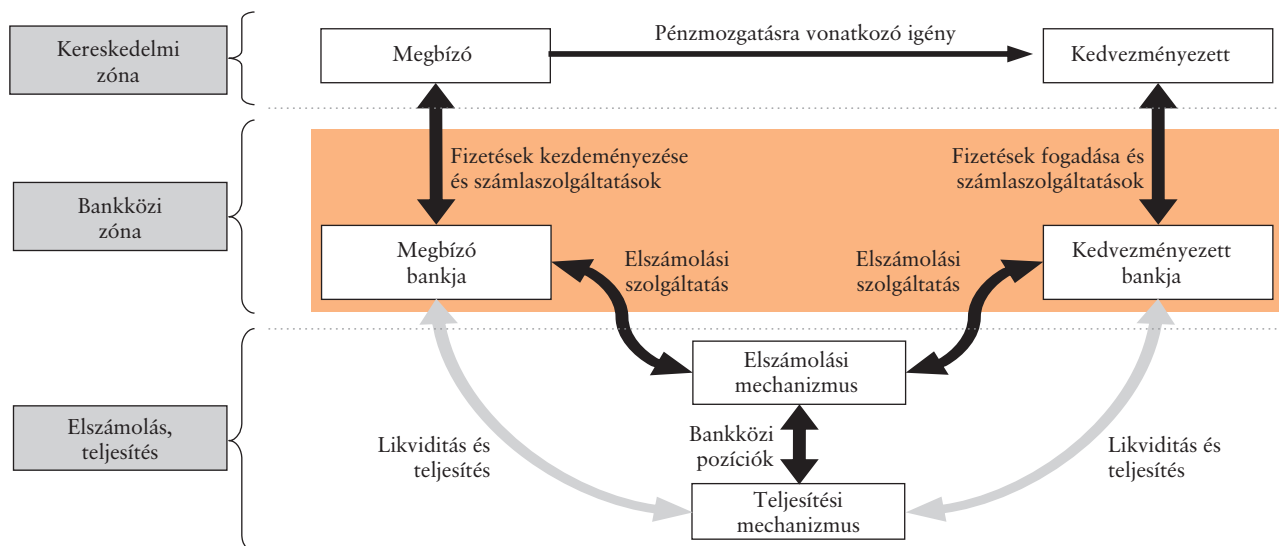 Kereskedelmi
zóna
Megbízó
Pénzmozgatásra vonatkozó igény
Kedvezményezett
Bankközi
zóna
Fizetések kezdeményezése
és számlaszolgáltatások
Fizetések fogadása és
számlaszolgáltatások
Megbízó
bankja
Elszámolási
szolgáltatás
Elszámolási
szolgáltatás
Kedvezményezett
bankja
Elszámolás,
teljesítés
Elszámolási
mechanizmus
Likviditás és
teljesítés
Bankközi
pozíciók
Likviditás és
teljesítés
Teljesítési
mechanizmus